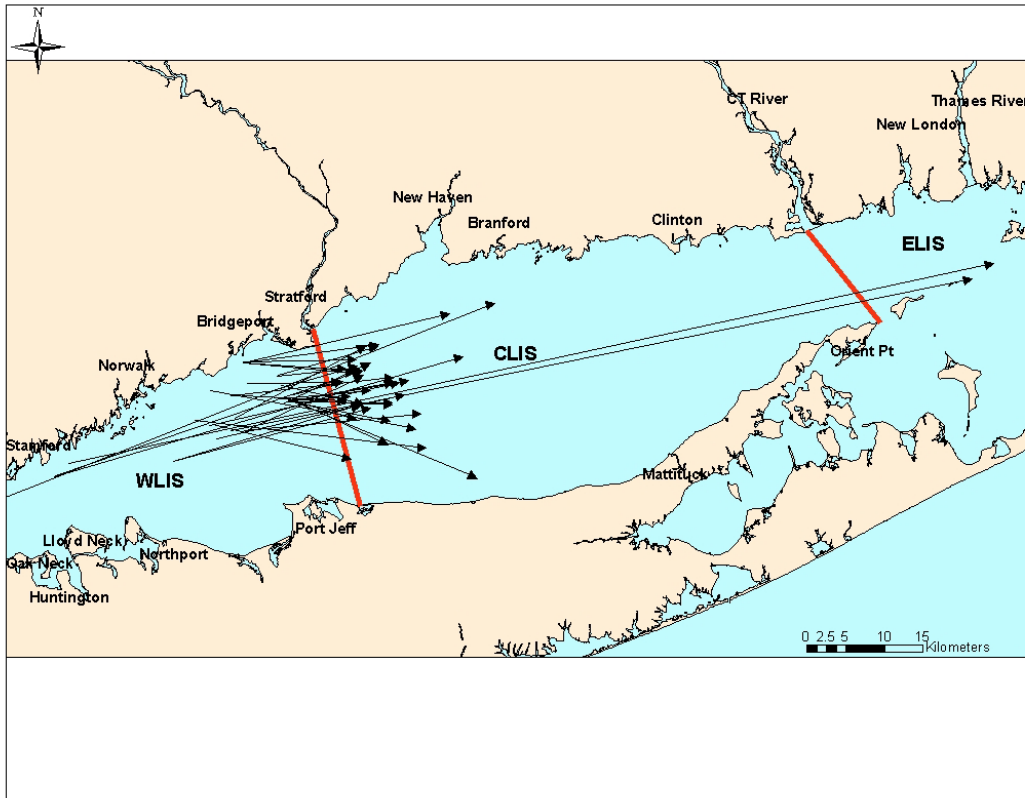 N
CT River
Thames River
New London
New Haven
Branford
Clinton
ELIS
Stratford
Bridgeport
CLIS
Orient Pt
Norwalk
Stamford
WLIS
Mattituck
Port Jeff
Lloyd Neck
Northport
Oak Neck
Huntington
0 2.5 5 10 15
Kilometers